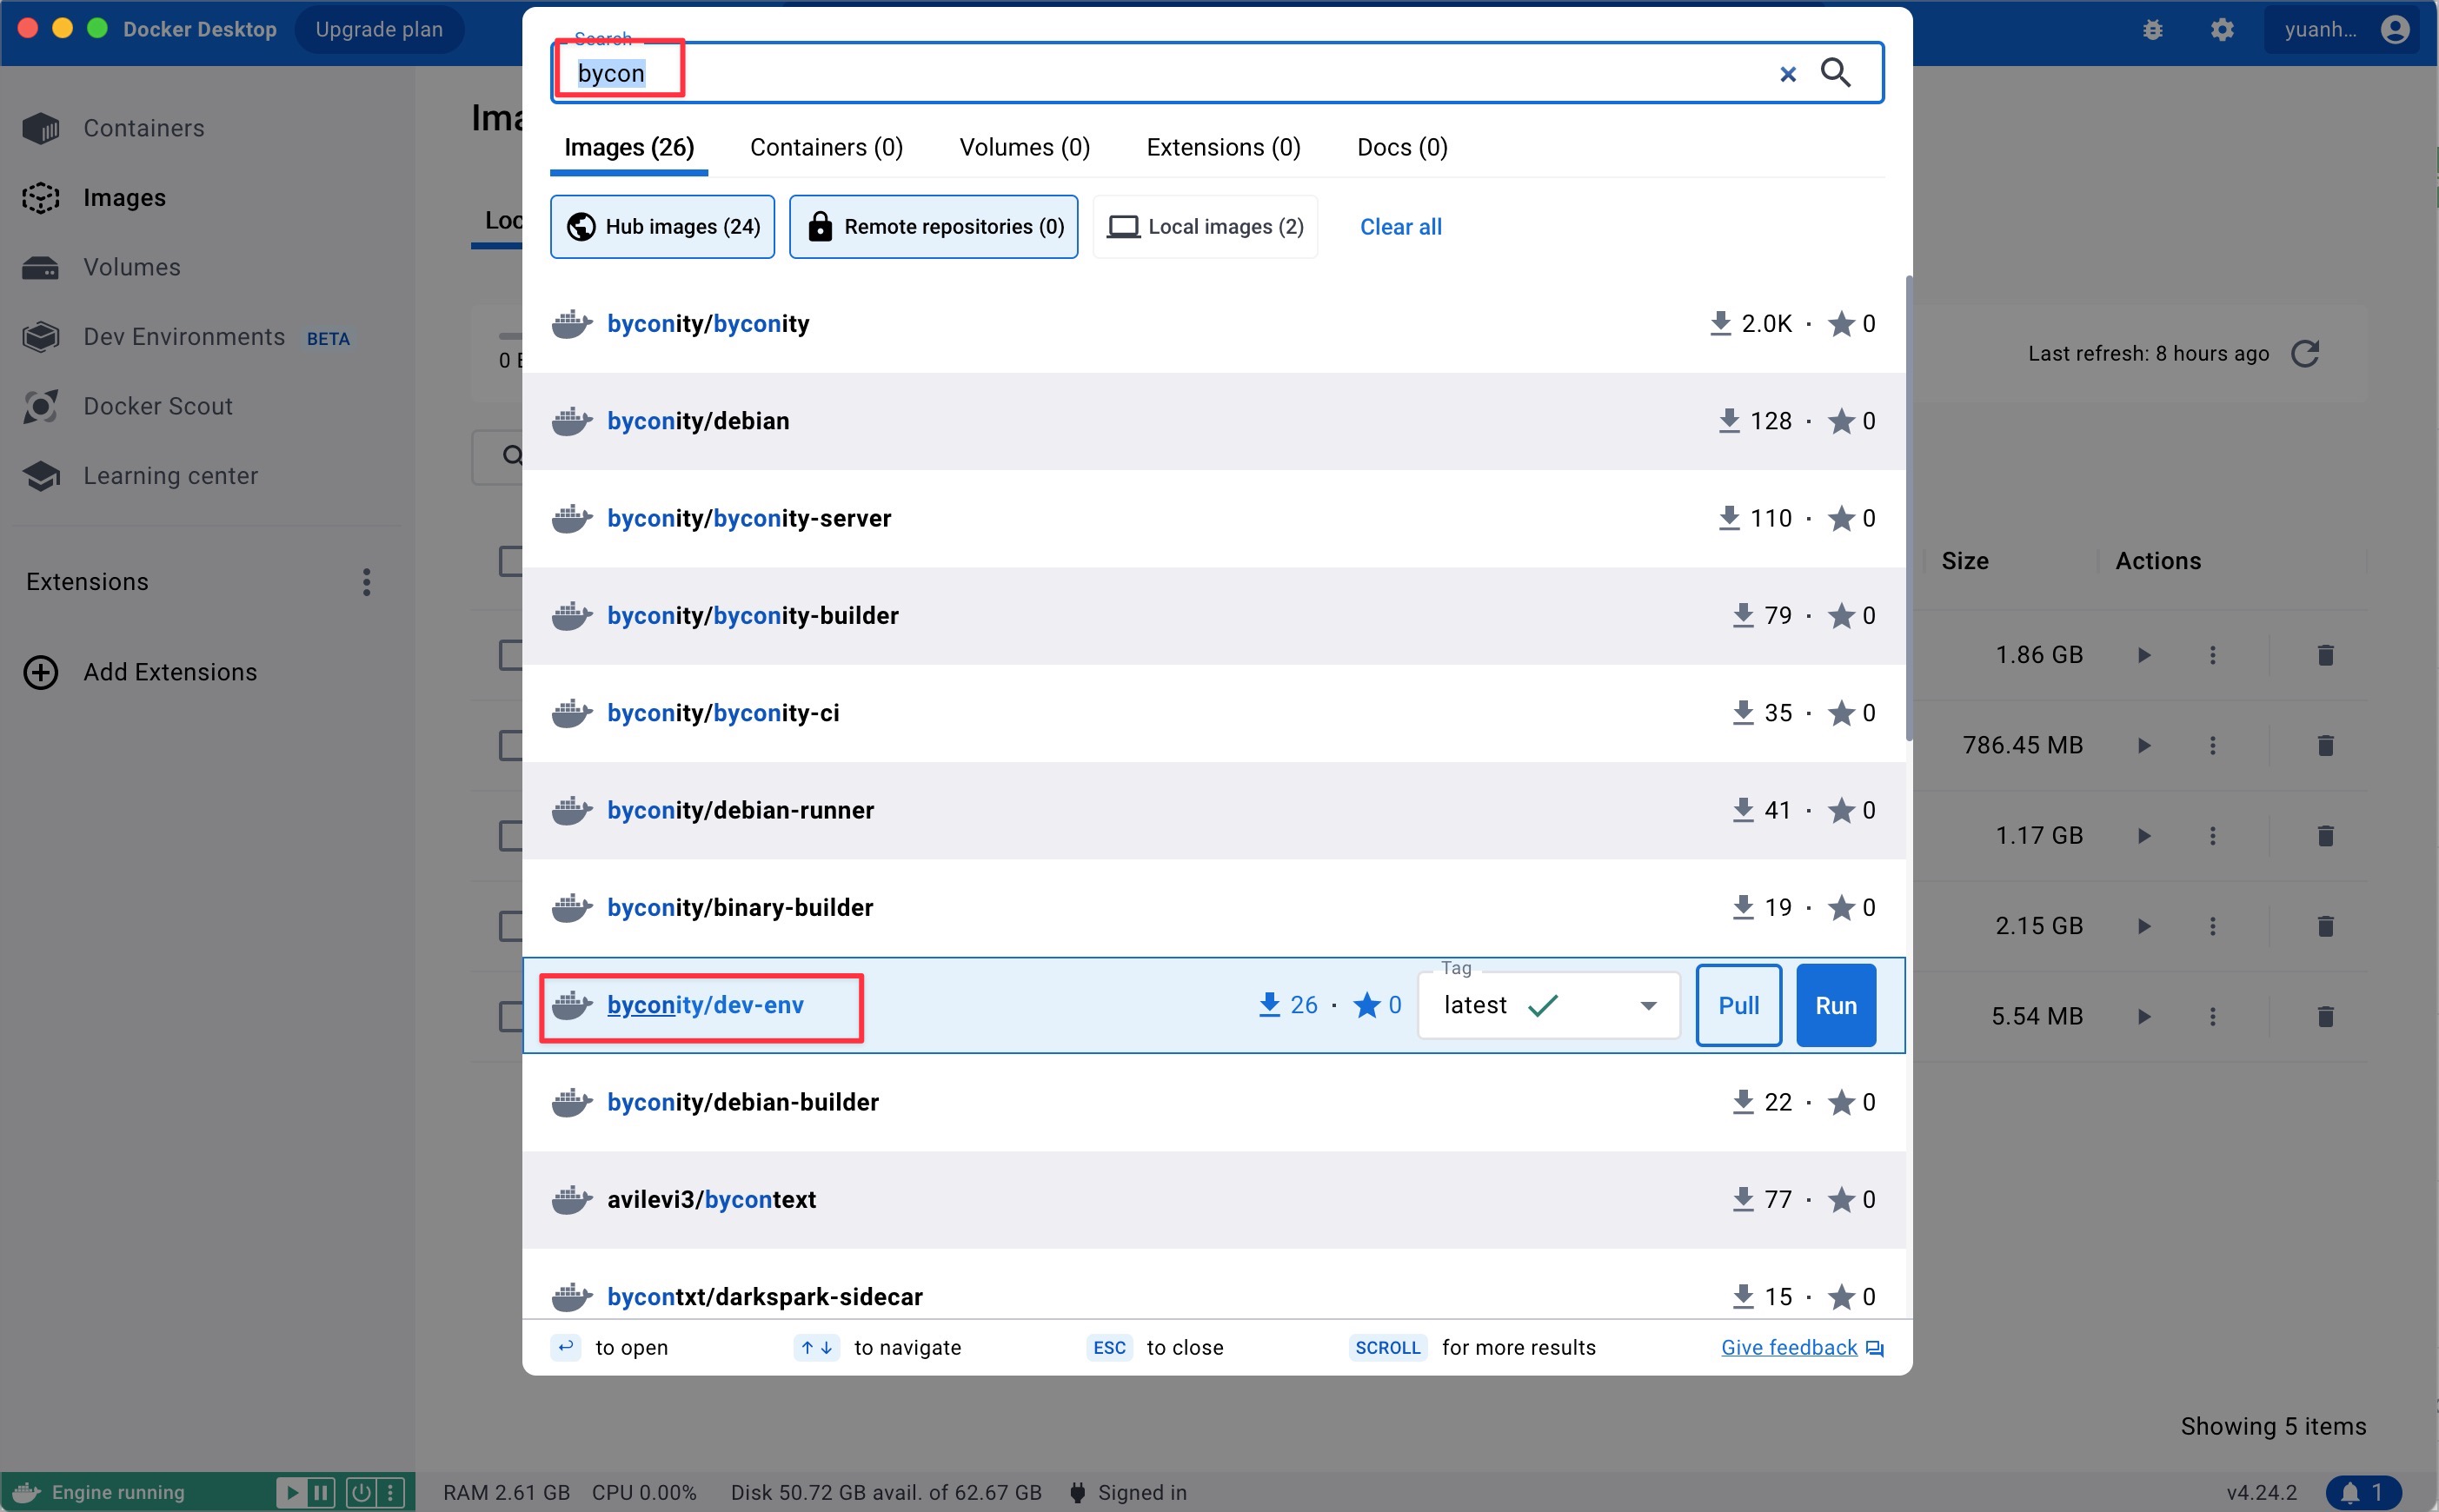 Docker Desktop Upgrade plan yuanh...
Search
bycon
Images (26) Containers (0) Volumes (0) Extensions (0) Docs (0)
Hub images (24) Remote repositories (0) Local images (2) Clear all
byconity/byconity 2.0K · 0
byconity/debian 128 · 0
byconity/byconity-server 110 · 0
byconity/byconity-builder 79 · 0
byconity/byconity-ci 35 · 0
byconity/debian-runner 41 · 0
byconity/binary-builder 19 · 0
Tag
byconity/dev-env 26 · 0 latest Pull Run
byconity/debian-builder 22 · 0
avilevi3/bycontext 77 · 0
bycontxt/darkspark-sidecar 15 · 0
to open to navigate ESC to close SCROLL for more results Give feedback
Containers
Images
Volumes
Dev Environments BETA
Docker Scout
Learning center
Extensions
Add Extensions
Last refresh: 8 hours ago
Size Actions
1.86 GB
786.45 MB
1.17 GB
2.15 GB
5.54 MB
Showing 5 items
Engine running RAM 2.61 GB CPU 0.00% Disk 50.72 GB avail. of 62.67 GB Signed in v4.24.2 1